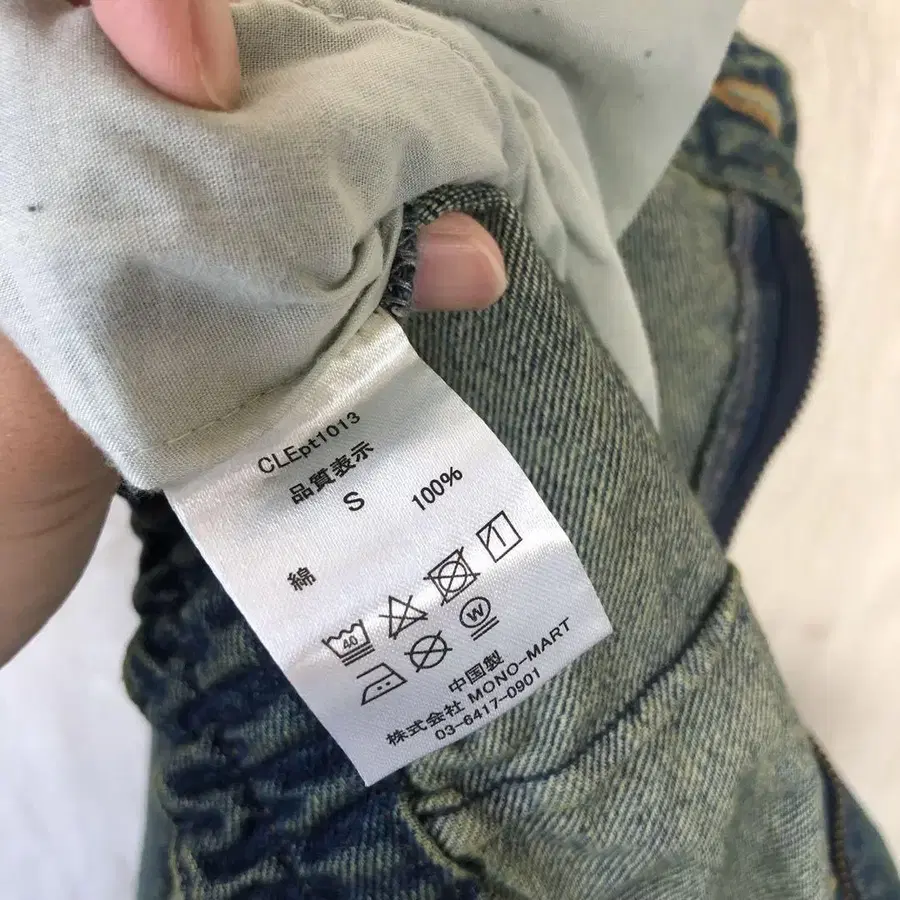 CLEpt1013
品質表示
S
綿 100%
40
W
中国製
株式会社 MONO-MART
03-6417-0901